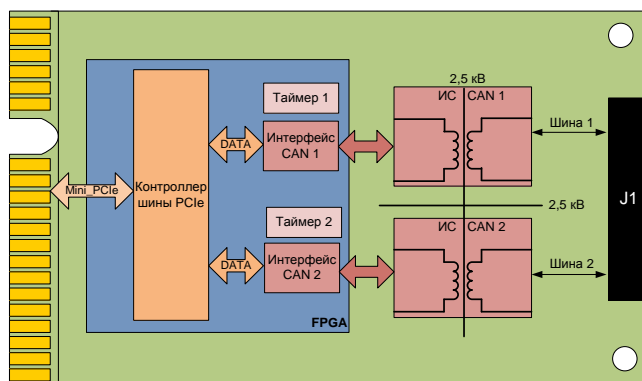 2,5 кВ
Таймер 1
ИС CAN 1
Интерфейс
CAN 1
DATA
Шина 1
Mini_PCIe
Контроллер
шины PCIe
J1
2,5 кВ
Таймер 2
ИС CAN 2
Интерфейс
CAN 2
DATA
Шина 2
FPGA